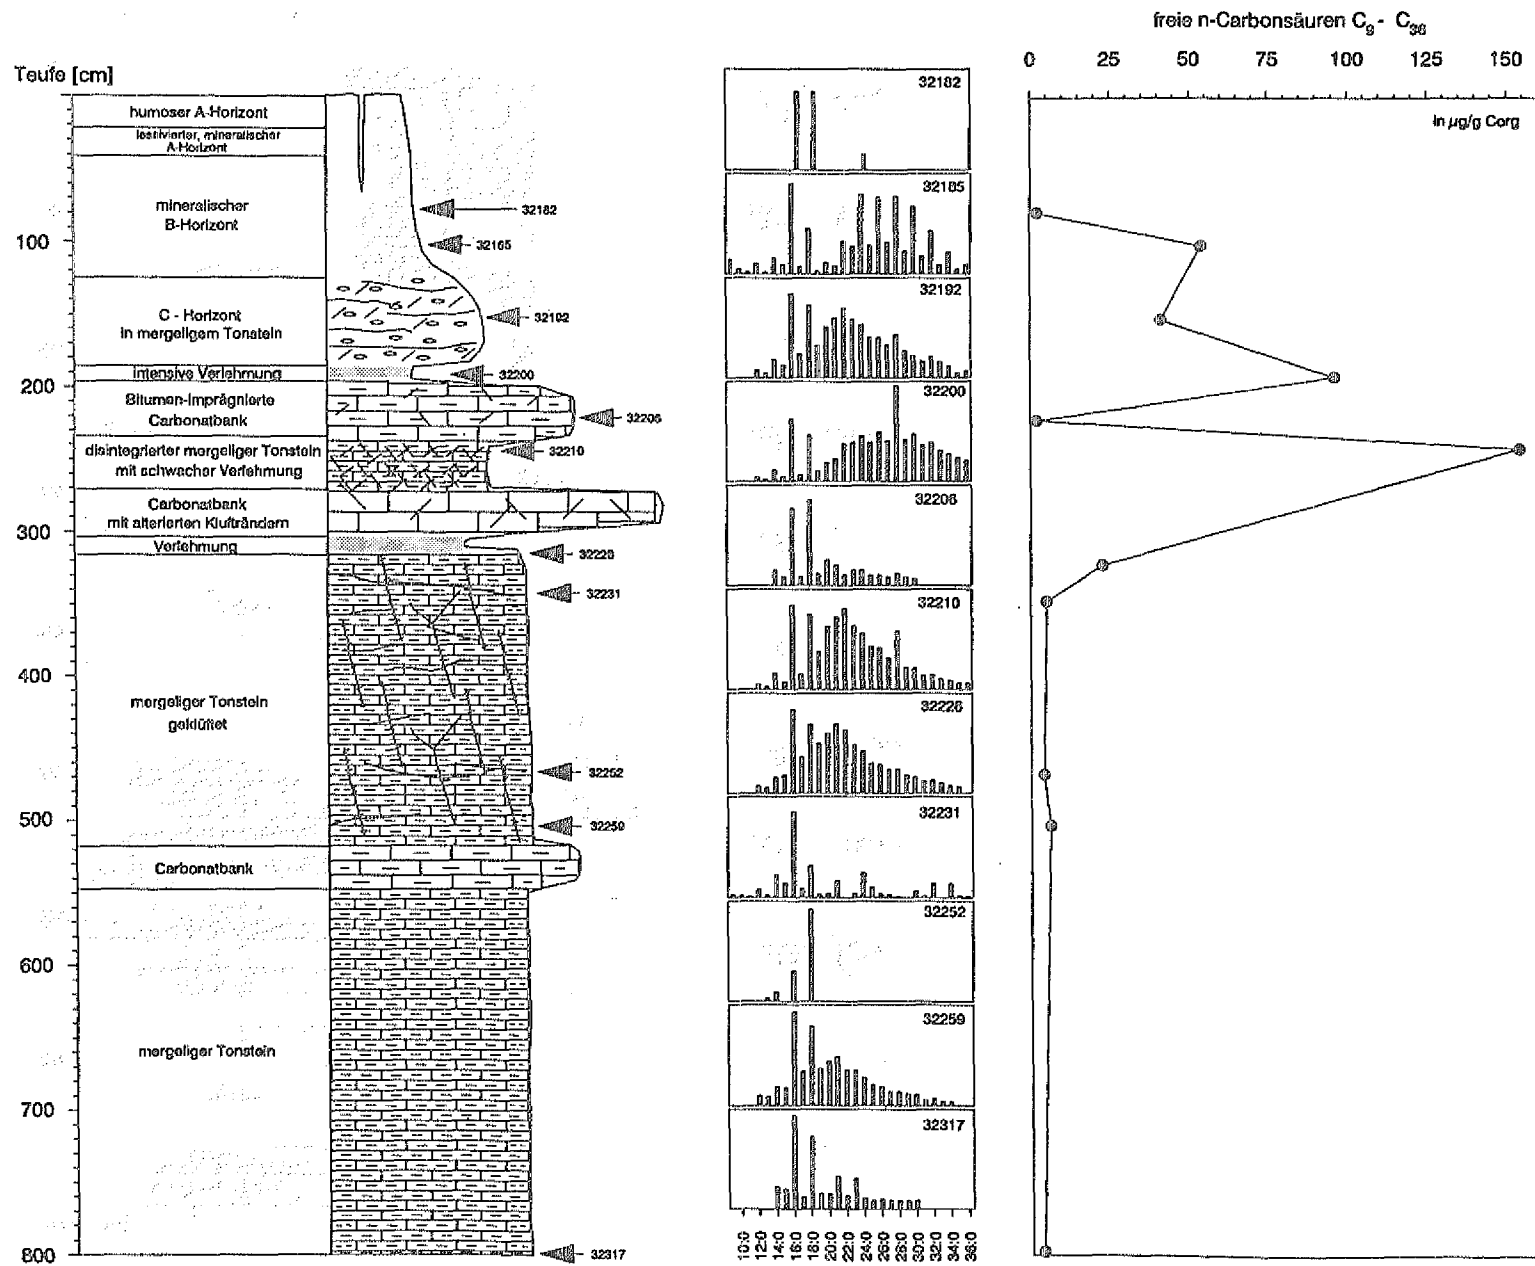 freie n-Carbonsäuren C9 - C36
0 25 50 75 100 125 150
in µg/g Corg
Teufe [cm]
100
200
300
400
500
600
700
800
humoser A-Horizont
lessivierter, mineralischer
A-Horizont
mineralischer
B-Horizont
C - Horizont
in mergeligem Tonstein
intensive Verlehmung
Bitumen-imprägnierte
Carbonatbank
disintegrierter mergeliger Tonstein
mit schwacher Verlehmung
Carbonatbank
mit alterierten Klufträndern
Verlehmung
mergeliger Tonstein
geklüftet
Carbonatbank
mergeliger Tonstein
32182
32185
32192
32200
32206
32210
32226
32231
32252
32259
32317
32182
32185
32192
32200
32206
32210
32226
32231
32252
32259
32317
10:0 12:0 14:0 16:0 18:0 20:0 22:0 24:0 26:0 28:0 30:0 32:0 34:0 36:0